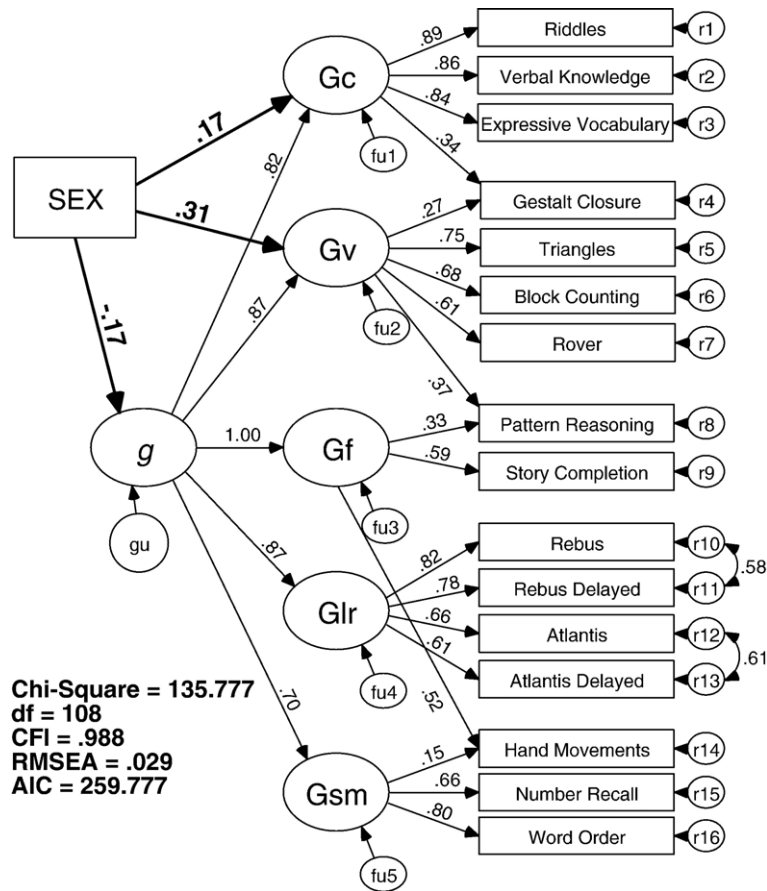 .89
Riddles
r1
Gc
.86
Verbal Knowledge
r2
.84
Expressive Vocabulary
r3
.17
.34
fu1
.82
SEX
.31
.27
Gestalt Closure
r4
Gv
.75
Triangles
r5
.68
Block Counting
r6
.61
Rover
r7
-.17
.87
fu2
.37
g
1.00
Gf
.33
Pattern Reasoning
r8
.59
Story Completion
r9
gu
fu3
.87
.82
Rebus
r10
.58
Glr
.78
Rebus Delayed
r11
.66
Atlantis
r12
.61
.61
Atlantis Delayed
r13
fu4
.70
.52
Chi-Square = 135.777
df = 108
CFI = .988
RMSEA = .029
AIC = 259.777
Gsm
.15
Hand Movements
r14
.66
Number Recall
r15
.80
Word Order
r16
fu5